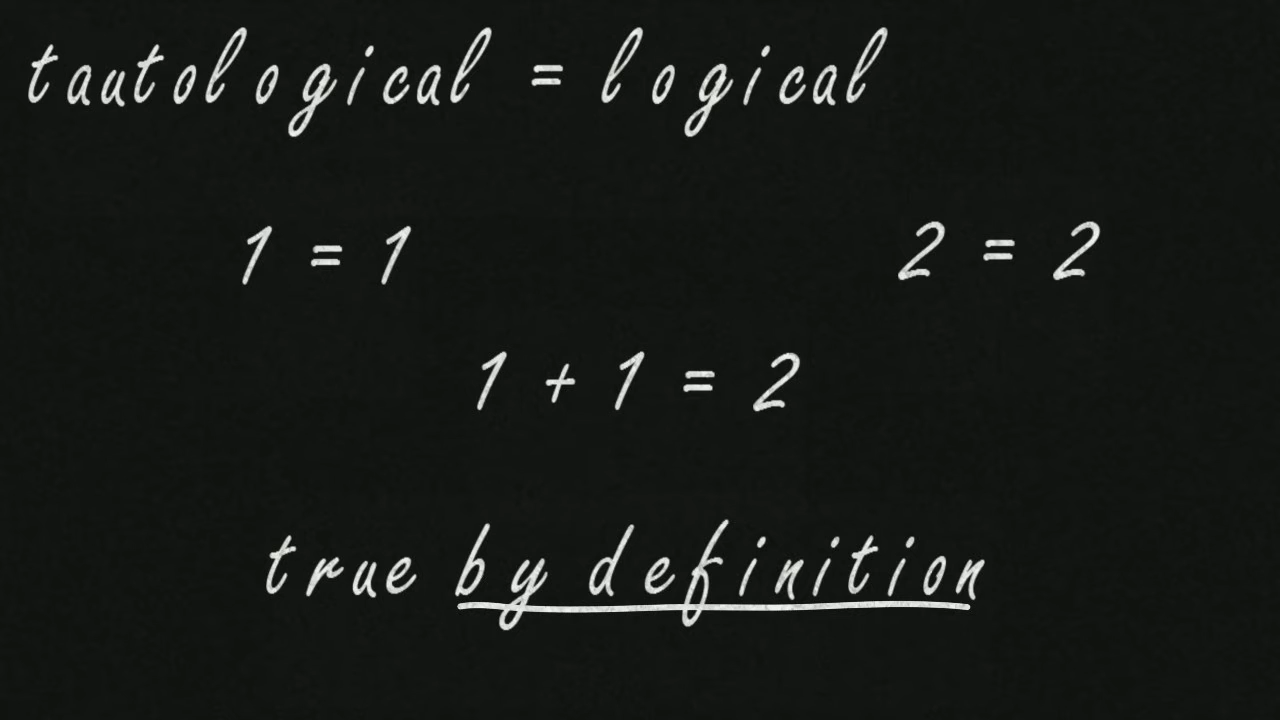 tautological = logical
1 = 1 2 = 2
1 + 1 = 2
true by definition